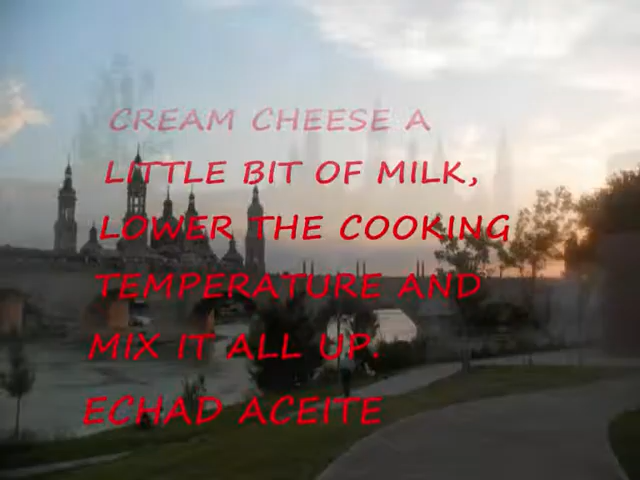 CREAM CHEESE A
LITTLE BIT OF MILK,
LOWER THE COOKING
TEMPERATURE AND
MIX IT ALL UP.
ECHAD ACEITE